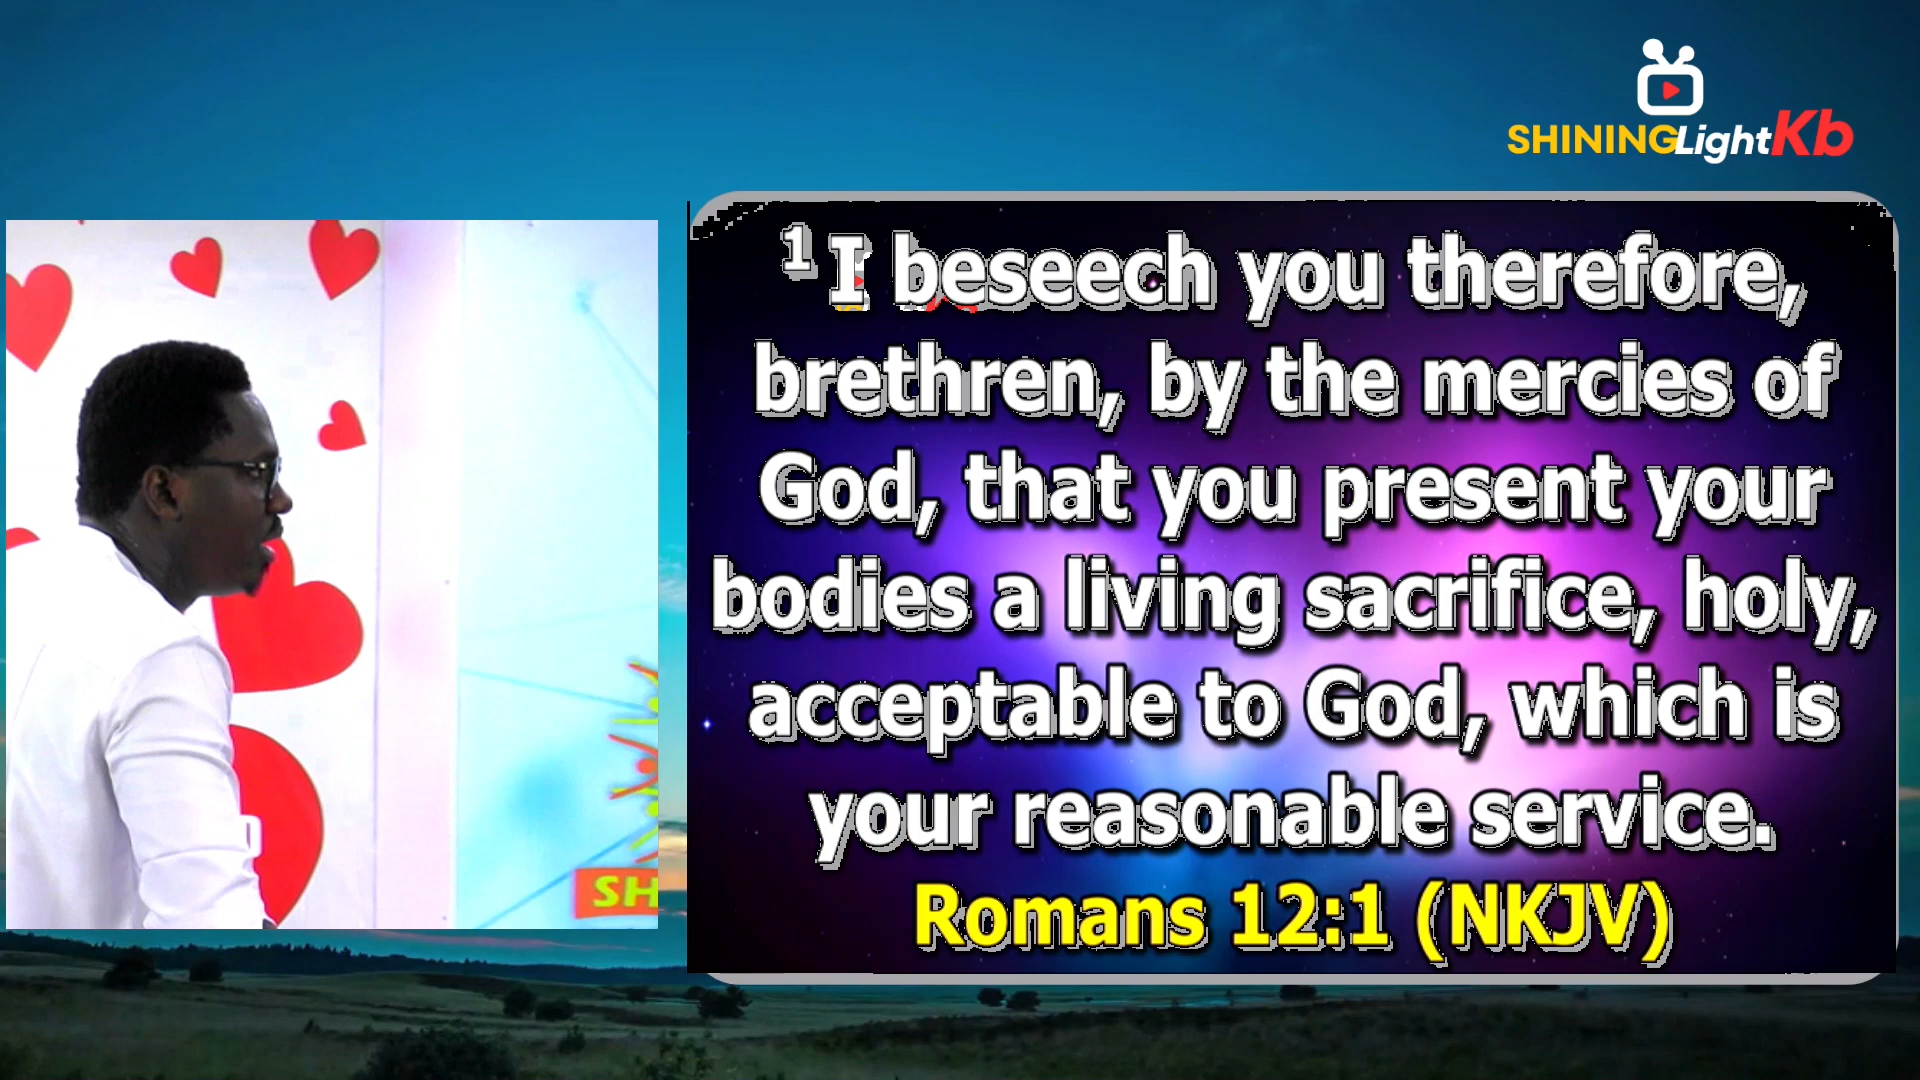 SHININGLightKb
1 I beseech you therefore,
brethren, by the mercies of
God, that you present your
bodies a living sacrifice, holy,
acceptable to God, which is
your reasonable service.
Romans 12:1 (NKJV)
SH